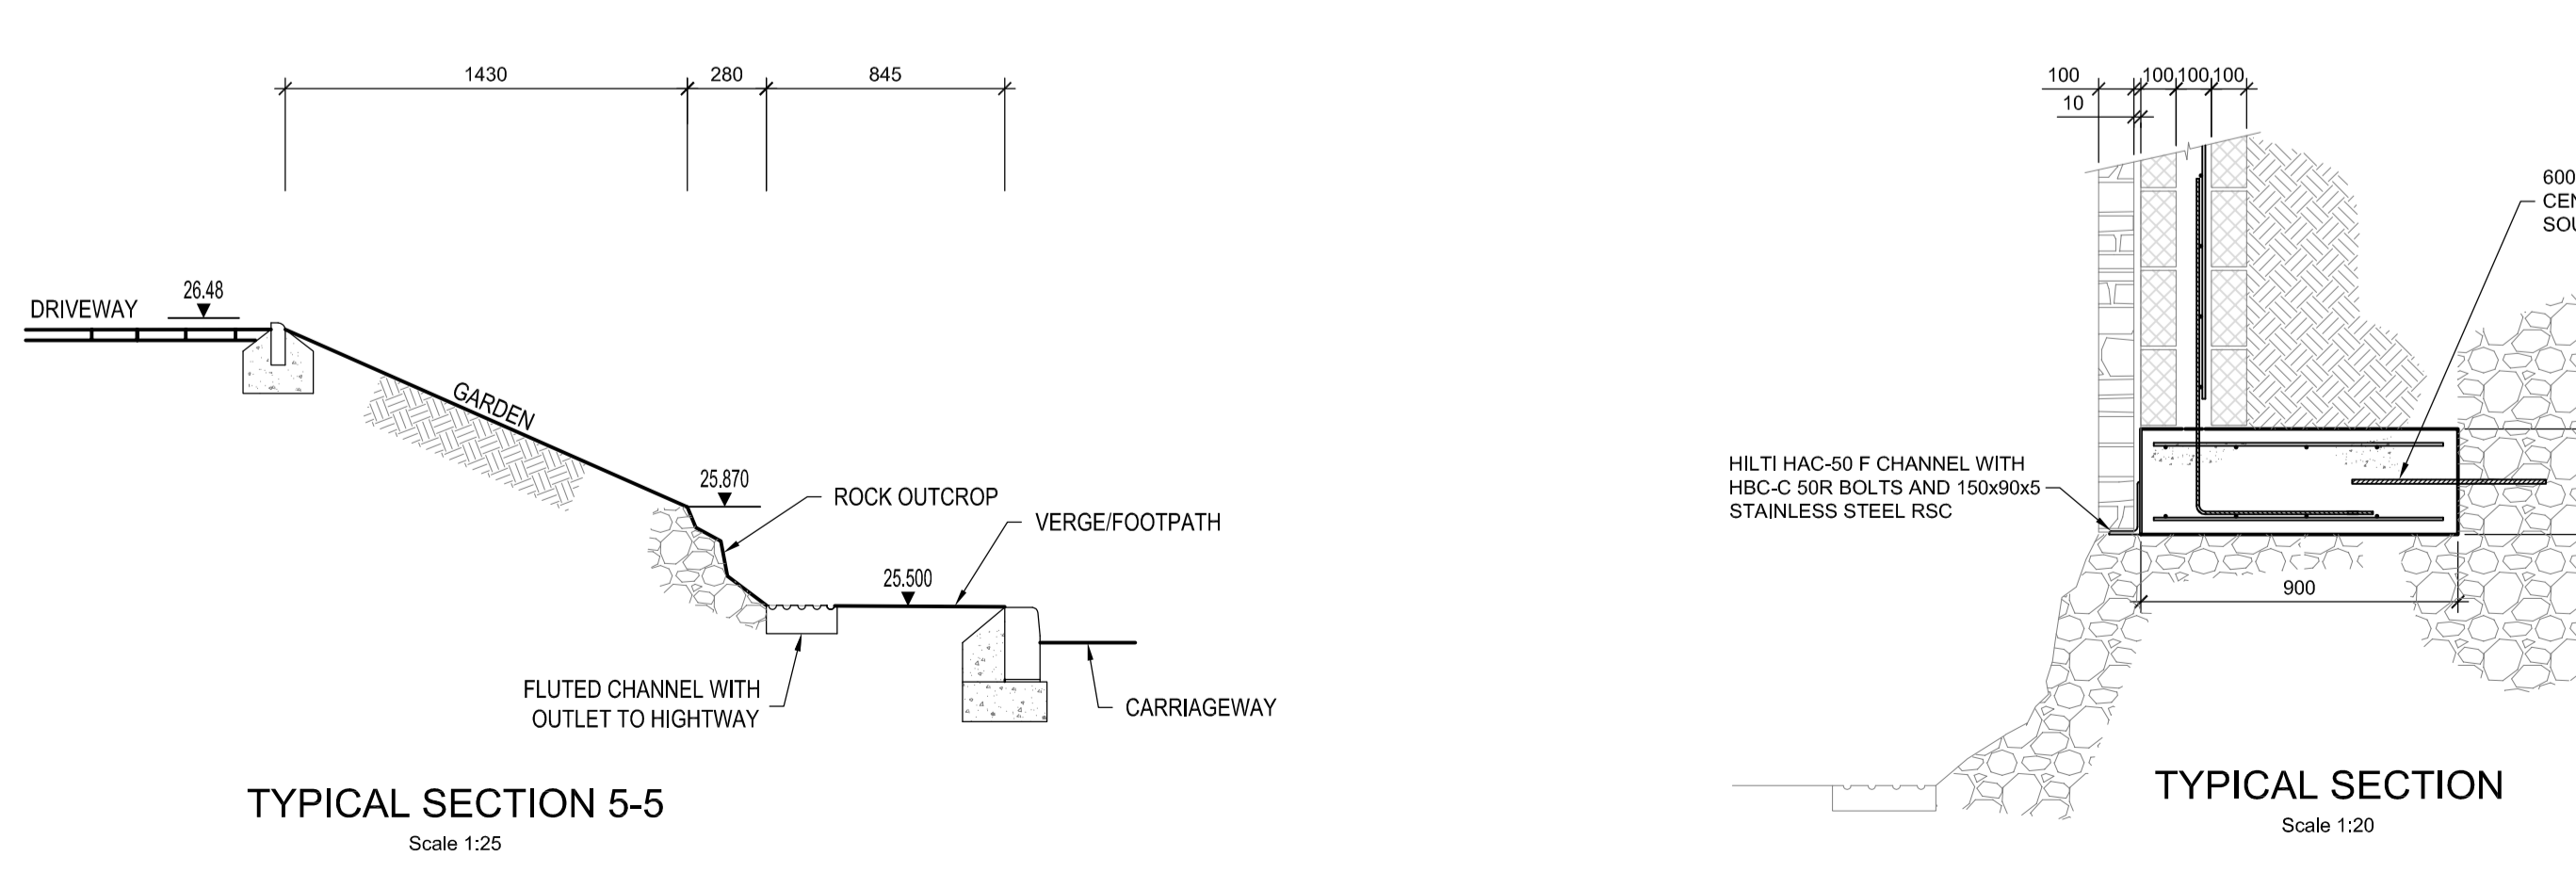 1430
280
845
26.48
DRIVEWAY
GARDEN
25.870
ROCK OUTCROP
VERGE/FOOTPATH
25.500
FLUTED CHANNEL WITH
OUTLET TO HIGHTWAY
CARRIAGEWAY
TYPICAL SECTION 5-5
Scale 1:25
100
100
100
100
10
600
HILTI HAC-50 F CHANNEL WITH
HBC-C 50R BOLTS AND 150x90x5
STAINLESS STEEL RSC
900
TYPICAL SECTION
Scale 1:20